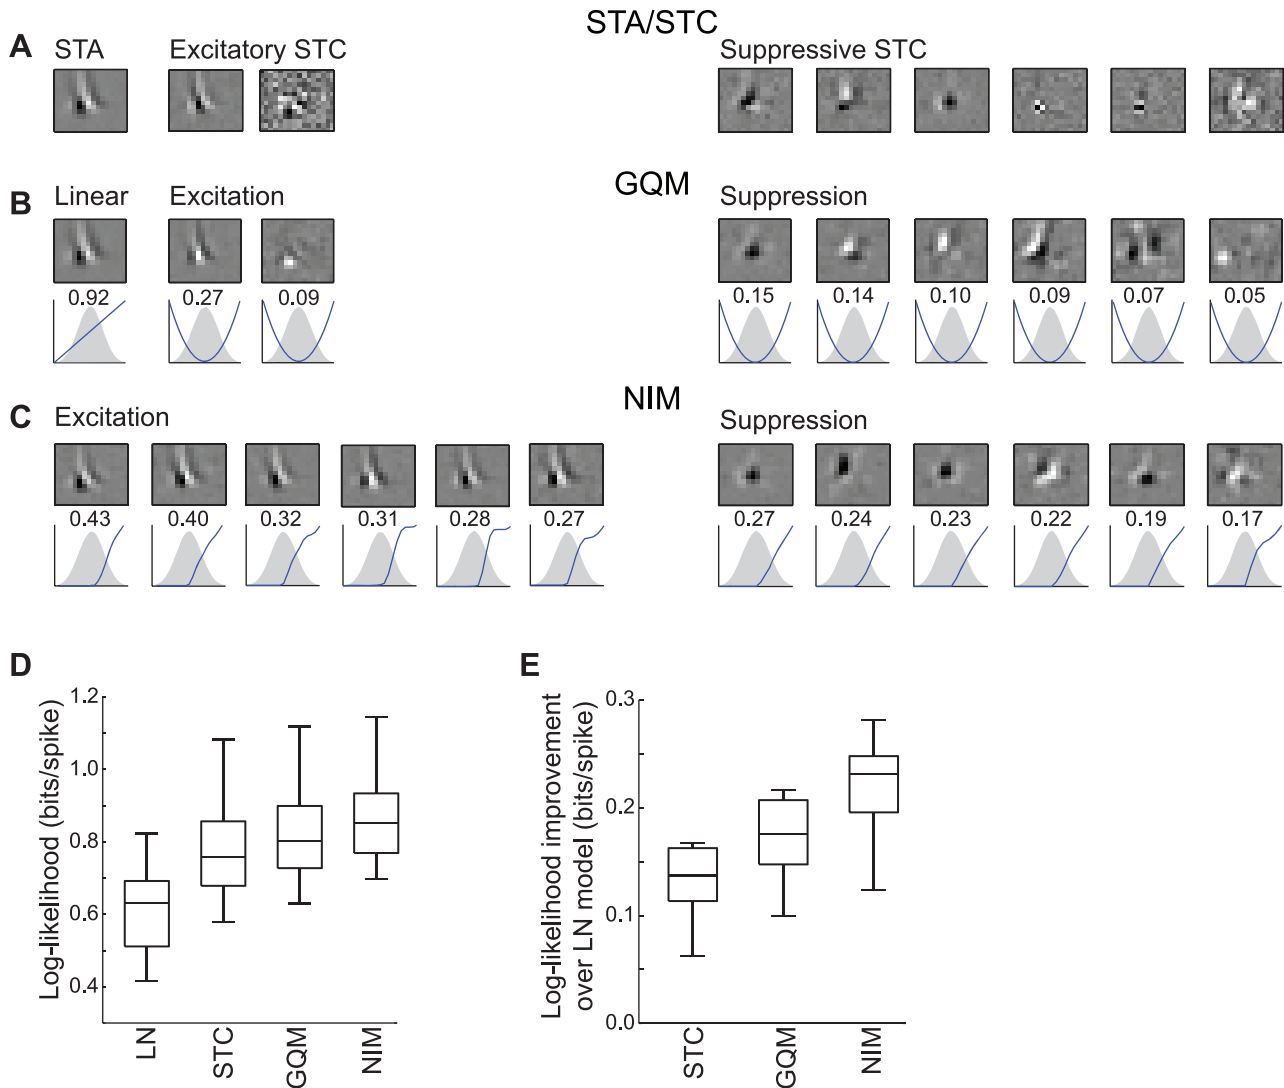 STA/STC
A STA Excitatory STC Suppressive STC
GQM
B Linear Excitation Suppression
0.92 0.27 0.09 0.15 0.14 0.10 0.09 0.07 0.05
NIM
C Excitation Suppression
0.43 0.40 0.32 0.31 0.28 0.27 0.27 0.24 0.23 0.22 0.19 0.17
D
Log-likelihood (bits/spike)
1.2
1.0
0.8
0.6
0.4
LN STC GQM NIM
E
Log-likelihood improvement
over LN model (bits/spike)
0.3
0.2
0.1
0.0
STC GQM NIM